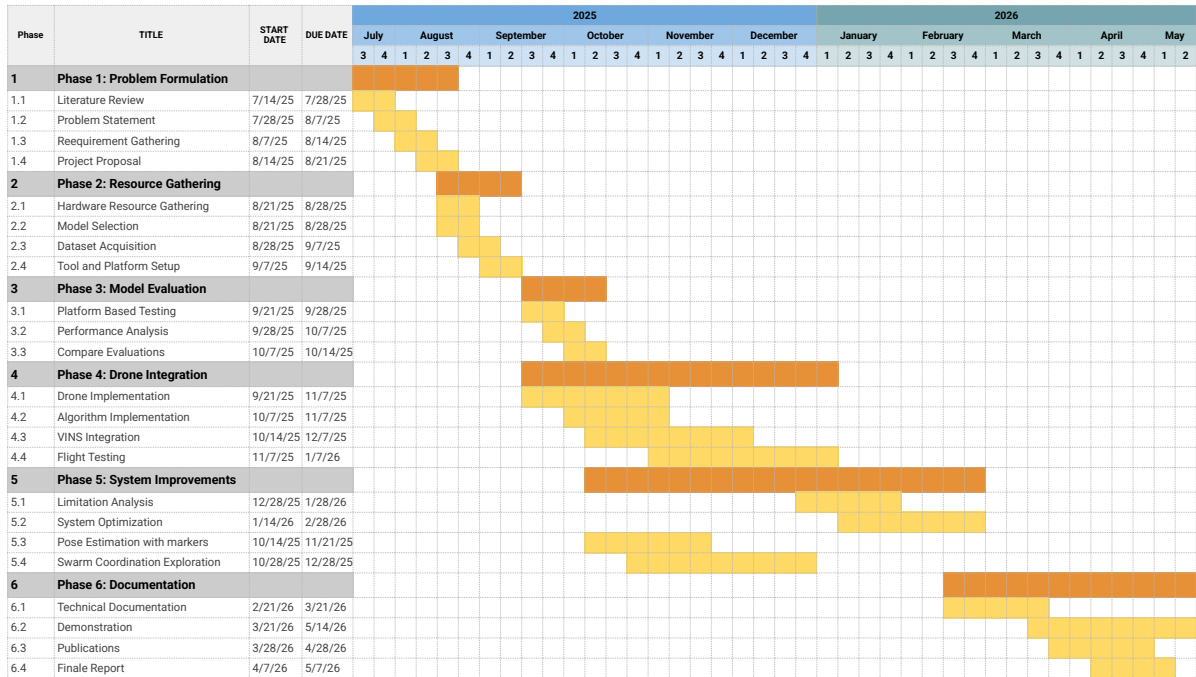 2025 2026
Phase TITLE START DATE DUE DATE July August September October November December January February March April May
3 4 1 2 3 4 1 2 3 4 1 2 3 4 1 2 3 4 1 2 3 4 1 2 3 4 1 2 3 4 1 2 3 4 1 2 3 4 1 2
1 Phase 1: Problem Formulation
1.1 Literature Review 7/14/25 7/28/25
1.2 Problem Statement 7/28/25 8/7/25
1.3 Reequirement Gathering 8/7/25 8/14/25
1.4 Project Proposal 8/14/25 8/21/25
2 Phase 2: Resource Gathering
2.1 Hardware Resource Gathering 8/21/25 8/28/25
2.2 Model Selection 8/21/25 8/28/25
2.3 Dataset Acquisition 8/28/25 9/7/25
2.4 Tool and Platform Setup 9/7/25 9/14/25
3 Phase 3: Model Evaluation
3.1 Platform Based Testing 9/21/25 9/28/25
3.2 Performance Analysis 9/28/25 10/7/25
3.3 Compare Evaluations 10/7/25 10/14/25
4 Phase 4: Drone Integration
4.1 Drone Implementation 9/21/25 11/7/25
4.2 Algorithm Implementation 10/7/25 11/7/25
4.3 VINS Integration 10/14/25 12/7/25
4.4 Flight Testing 11/7/25 1/7/26
5 Phase 5: System Improvements
5.1 Limitation Analysis 12/28/25 1/28/26
5.2 System Optimization 1/14/26 2/28/26
5.3 Pose Estimation with markers 10/14/25 11/21/25
5.4 Swarm Coordination Exploration 10/28/25 12/28/25
6 Phase 6: Documentation
6.1 Technical Documentation 2/21/26 3/21/26
6.2 Demonstration 3/21/26 5/14/26
6.3 Publications 3/28/26 4/28/26
6.4 Finale Report 4/7/26 5/7/26